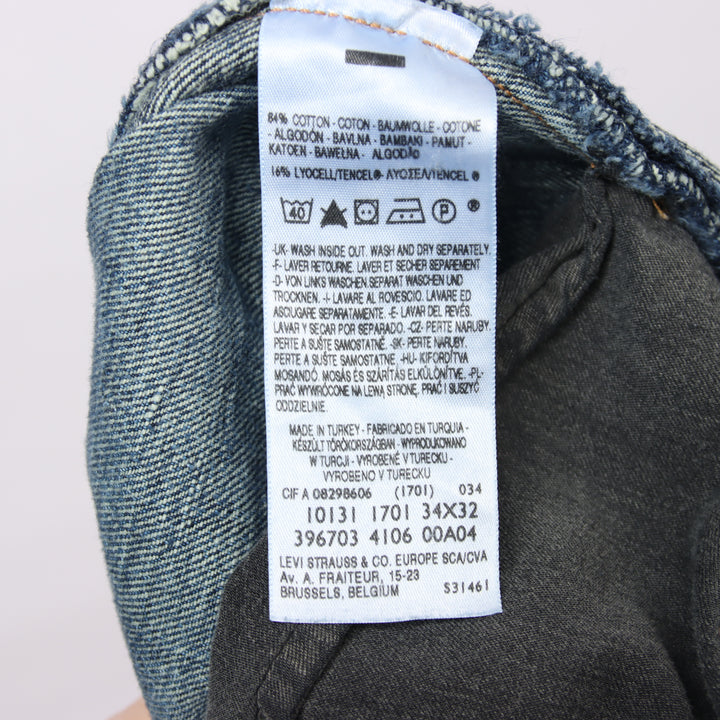 84% COTTON - COTON - BAUMWOLLE - COTONE
- ALGODÓN - BAVLNA - BAMBAKI - PAMUT -
KATOEN - BAWEŁNA - ALGODÃO
16% LYOCELL/TENCEL® - ΛYOΖΕΛ/TENCEL®
40 P ®
-UK- WASH INSIDE OUT. WASH AND DRY SEPARATELY.
-F- LAVER RETOURNE. LAVER ET SECHER SEPAREMENT
-D- VON LINKS WASCHEN SEPARAT WASCHEN UND
TROCKNEN. -I- LAVARE AL ROVESCIO. LAVARE ED
ASCIUGARE SEPARATAMENTE. -E- LAVAR DEL REVÉS.
LAVAR Y SECAR POR SEPARADO. -CZ- PERTE NARUBY.
PERTE A SUŠTE SAMOSTATNĚ. -SK- PERTE NARUBY.
PERTE A SUŠTE SAMOSTATNE. -HU- KIFORDÍTVA
MOSANDÓ. MOSÁS ÉS SZÁRÍTÁS ELKÜLÖNÍTVE. -PL-
PRAĆ WYWRÓCONE NA LEWĄ STRONĘ. PRAĆ I SUSZYĆ
ODDZIELNIE.
MADE IN TURKEY - FABRICADO EN TURQUIA -
KÉSZÜLT TÖRÖKORSZÁGBAN - WYPRODUKOWANO
W TURCJI - VYROBENÉ V TURECKU -
VYROBENO V TURECKU
CIF A 08298606 (1701) 034
10131 1701 34X32
396703 4106 00A04
LEVI STRAUSS & CO. EUROPE SCA/CVA
Av. A. FRAITEUR, 15-23
BRUSSELS, BELGIUM S31461